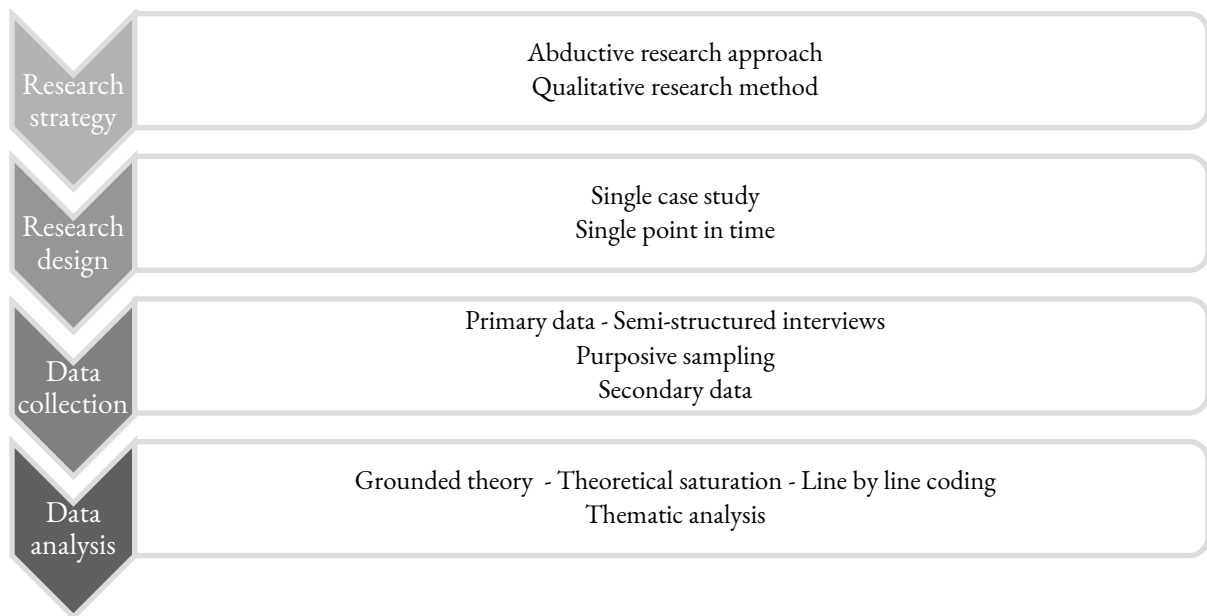 Research
strategy
Abductive research approach
Qualitative research method
Research
design
Single case study
Single point in time
Data
collection
Primary data - Semi-structured interviews
Purposive sampling
Secondary data
Data
analysis
Grounded theory - Theoretical saturation - Line by line coding
Thematic analysis